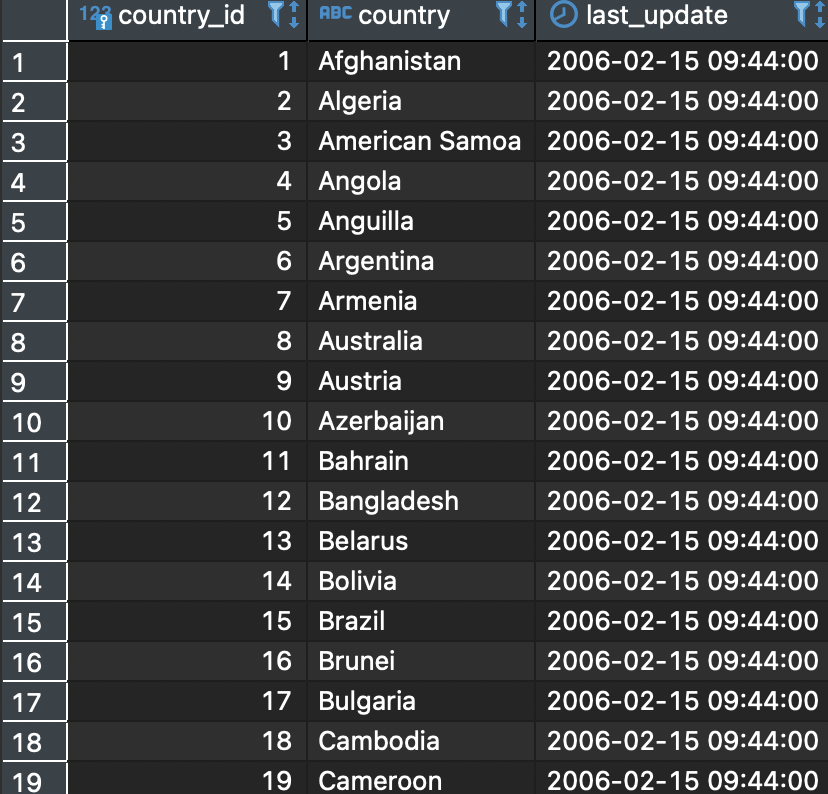 123 country_id ABC country last_update
1 1 Afghanistan 2006-02-15 09:44:00
2 2 Algeria 2006-02-15 09:44:00
3 3 American Samoa 2006-02-15 09:44:00
4 4 Angola 2006-02-15 09:44:00
5 5 Anguilla 2006-02-15 09:44:00
6 6 Argentina 2006-02-15 09:44:00
7 7 Armenia 2006-02-15 09:44:00
8 8 Australia 2006-02-15 09:44:00
9 9 Austria 2006-02-15 09:44:00
10 10 Azerbaijan 2006-02-15 09:44:00
11 11 Bahrain 2006-02-15 09:44:00
12 12 Bangladesh 2006-02-15 09:44:00
13 13 Belarus 2006-02-15 09:44:00
14 14 Bolivia 2006-02-15 09:44:00
15 15 Brazil 2006-02-15 09:44:00
16 16 Brunei 2006-02-15 09:44:00
17 17 Bulgaria 2006-02-15 09:44:00
18 18 Cambodia 2006-02-15 09:44:00
19 19 Cameroon 2006-02-15 09:44:00